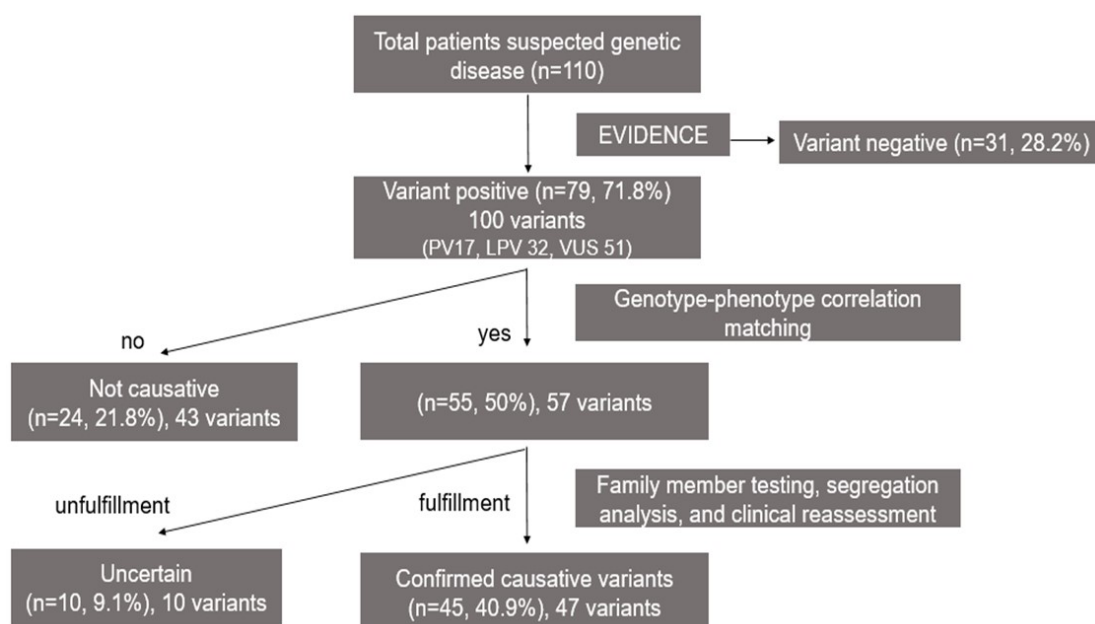 Total patients suspected genetic
disease (n=110)
EVIDENCE
Variant negative (n=31, 28.2%)
Variant positive (n=79, 71.8%)
100 variants
(PV17, LPV 32, VUS 51)
Genotype-phenotype correlation
matching
no
yes
Not causative
(n=24, 21.8%), 43 variants
(n=55, 50%), 57 variants
unfulfillment
fulfillment
Family member testing, segregation
analysis, and clinical reassessment
Uncertain
(n=10, 9.1%), 10 variants
Confirmed causative variants
(n=45, 40.9%), 47 variants